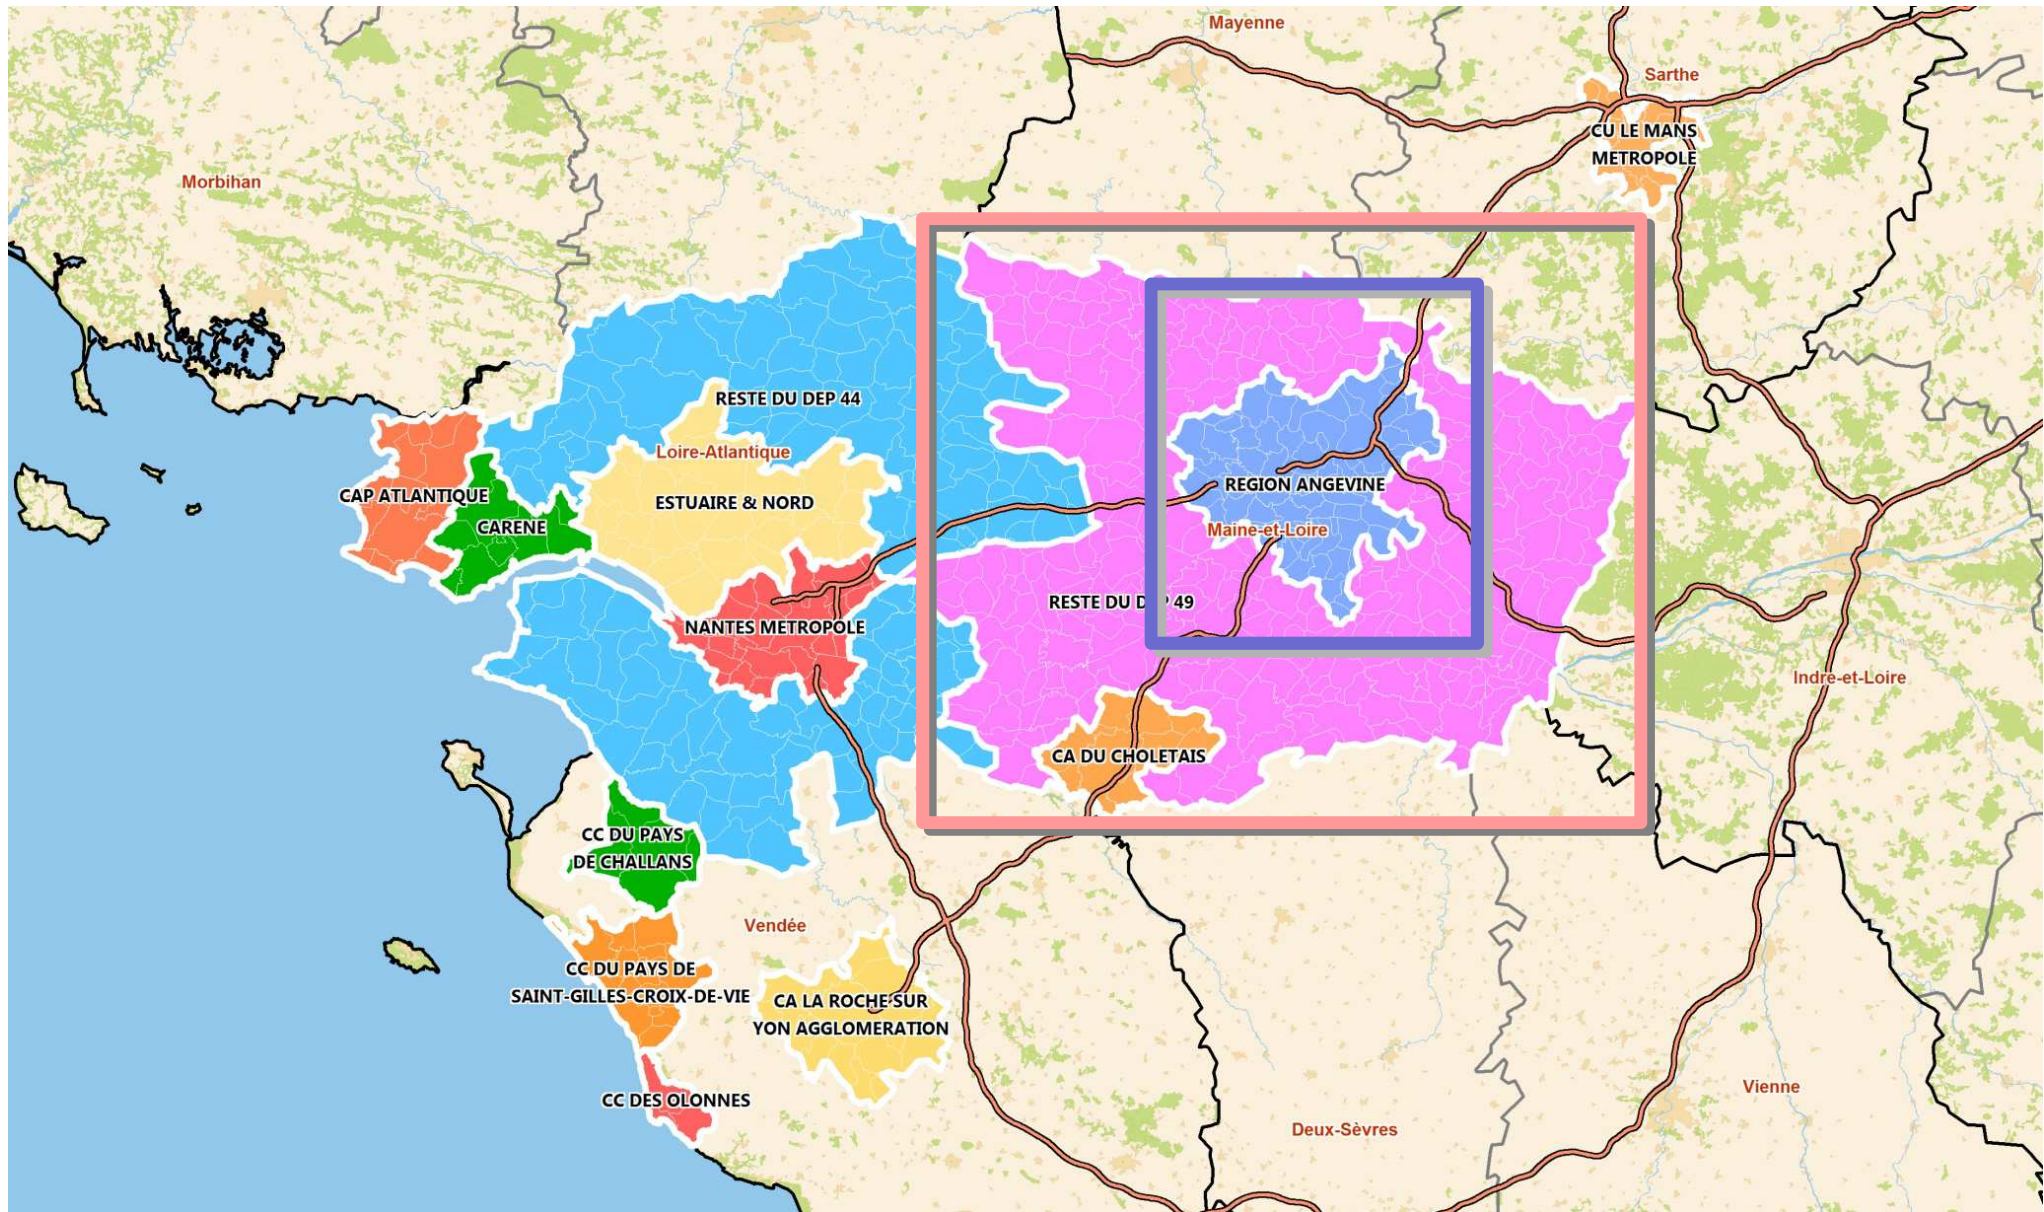 Mayenne
Sarthe
CU LE MANS
METROPOLE
Morbihan
RESTE DU DEP 44
Loire-Atlantique
CAP ATLANTIQUE
ESTUAIRE & NORD
CARENE
REGION ANGEVINE
Maine-et-Loire
RESTE DU DEP 49
NANTES METROPOLE
Indre-et-Loire
CA DU CHOLETAIS
CC DU PAYS
DE CHALLANS
Vendée
CC DU PAYS DE
SAINT-GILLES-CROIX-DE-VIE
CA LA ROCHE SUR
YON AGGLOMERATION
CC DES OLONNES
Vienne
Deux-Sèvres